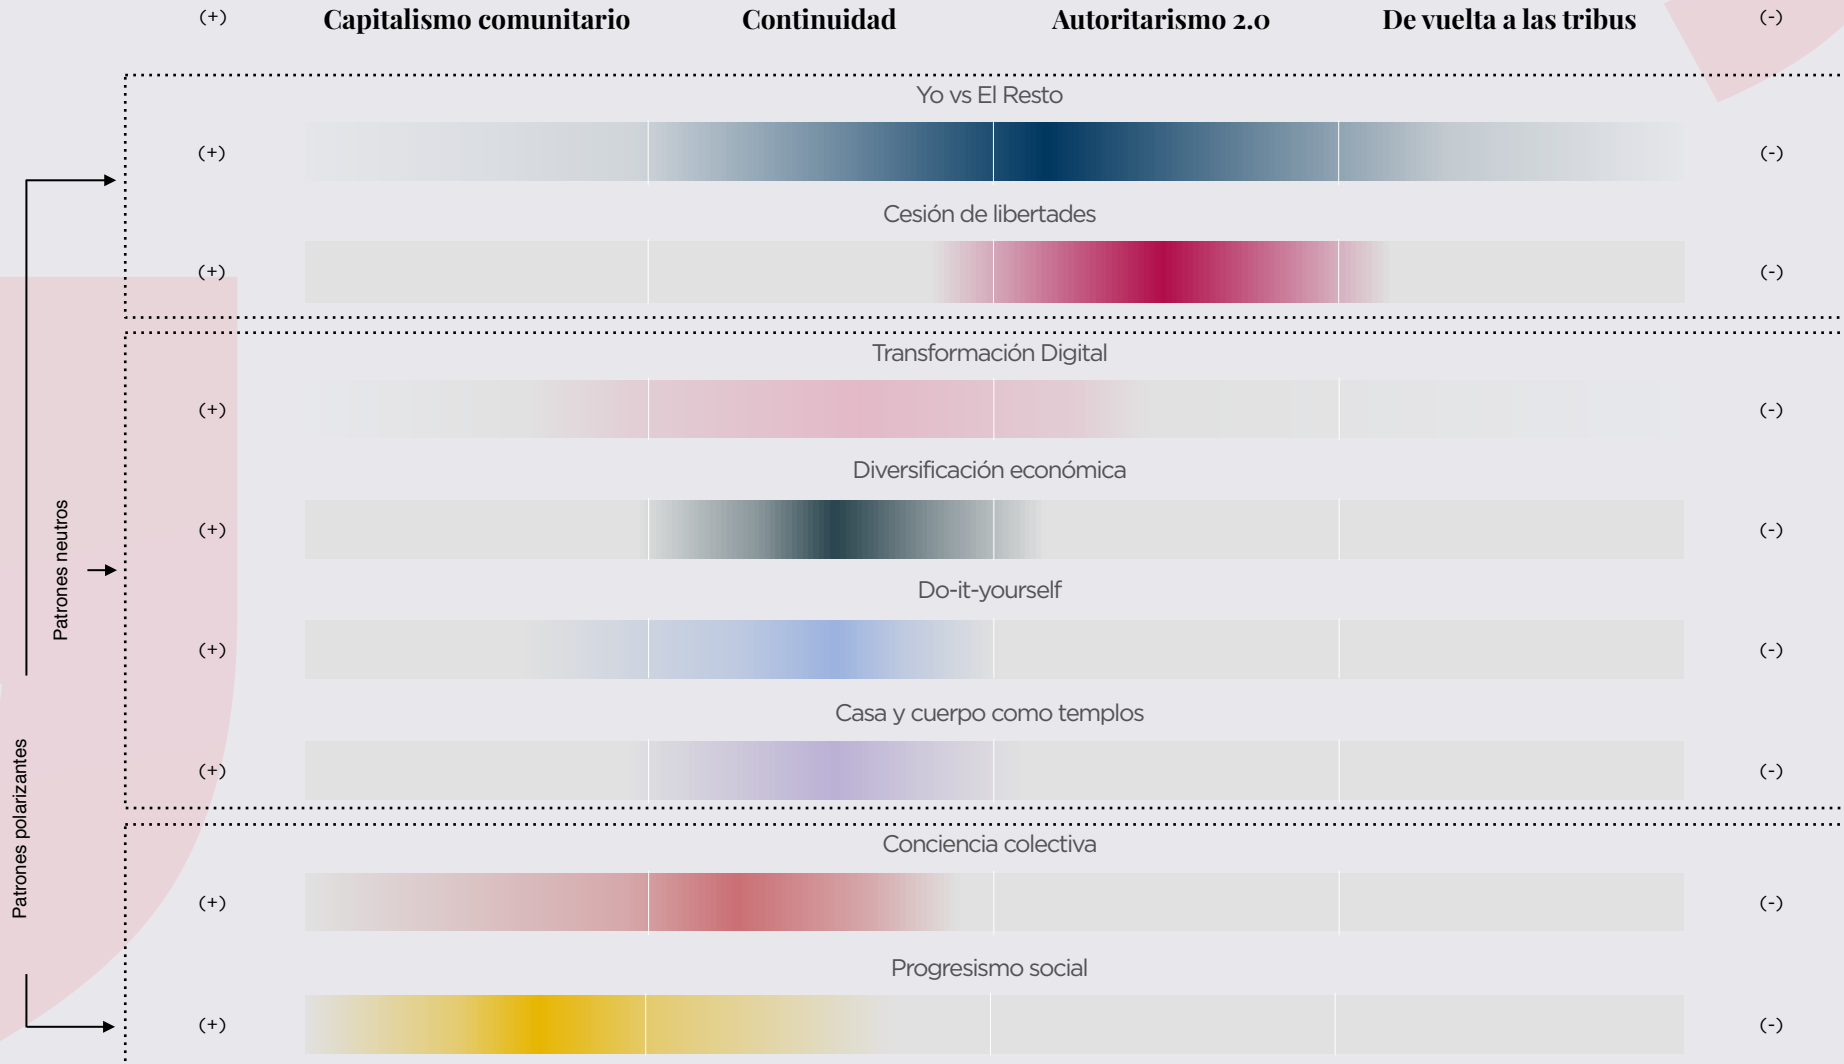 (+) Capitalismo comunitario Continuidad Autoritarismo 2.0 De vuelta a las tribus (-)
Yo vs El Resto
(+) (-)
Cesión de libertades
(+) (-)
Transformación Digital
(+) (-)
Diversificación económica
(+) (-)
Patrones neutros
Do-it-yourself
(+) (-)
Casa y cuerpo como templos
(+) (-)
Patrones polarizantes
Conciencia colectiva
(+) (-)
Progresismo social
(+) (-)